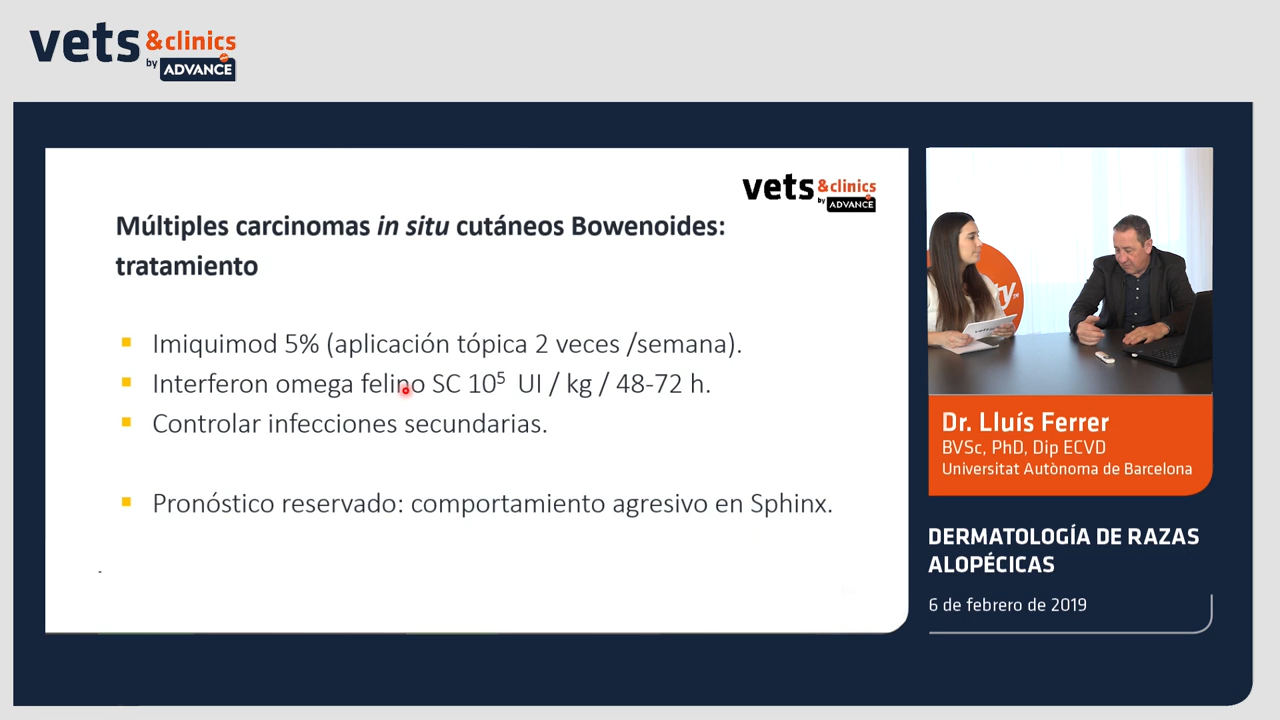 vets &clinics
by ADVANCE
vets &clinics
by ADVANCE
Múltiples carcinomas in situ cutáneos Bowenoides:
tratamiento
Imiquimod 5% (aplicación tópica 2 veces /semana).
Interferon omega felino SC 10⁵ UI / kg / 48-72 h.
Controlar infecciones secundarias.
Pronóstico reservado: comportamiento agresivo en Sphinx.
-
Dr. Lluís Ferrer
BVSc, PhD, Dip ECVD
Universitat Autònoma de Barcelona
DERMATOLOGÍA DE RAZAS
ALOPÉCICAS
6 de febrero de 2019